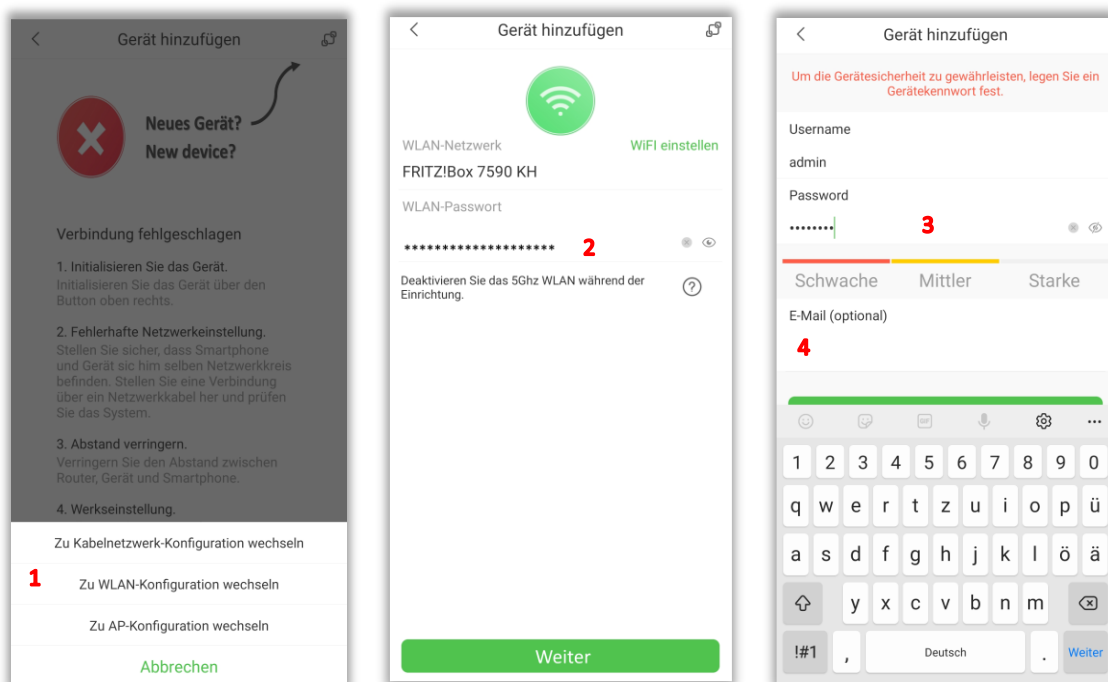 Gerät hinzufügen
Neues Gerät?
New device?
Verbindung fehlgeschlagen
1. Initialisieren Sie das Gerät.
Initialisieren Sie das Gerät über den
Button oben rechts.
2. Fehlerhafte Netzwerkeinstellung.
Stellen Sie sicher, dass Smartphone
und Gerät sic him selben Netzwerkkreis
befinden. Stellen Sie eine Verbindung
über ein Netzwerkkabel her und prüfen
Sie das System.
3. Abstand verringern.
Verringern Sie den Abstand zwischen
Router, Gerät und Smartphone.
4. Werkseinstellung.
Zu Kabelnetzwerk-Konfiguration wechseln
1
Zu WLAN-Konfiguration wechseln
Zu AP-Konfiguration wechseln
Abbrechen
Gerät hinzufügen
WLAN-Netzwerk WiFI einstellen
FRITZ!Box 7590 KH
WLAN-Passwort
******************** 2
Deaktivieren Sie das 5Ghz WLAN während der
Einrichtung.
?
Weiter
Gerät hinzufügen
Um die Gerätesicherheit zu gewährleisten, legen Sie ein
Gerätekennwort fest.
Username
admin
Password
•••••••• 3
Schwache Mittler Starke
E-Mail (optional)
4
GIF
1 2 3 4 5 6 7 8 9 0
q w e r t z u i o p ü
a s d f g h j k l ö ä
y x c v b n m
!#1 , Deutsch . Weiter